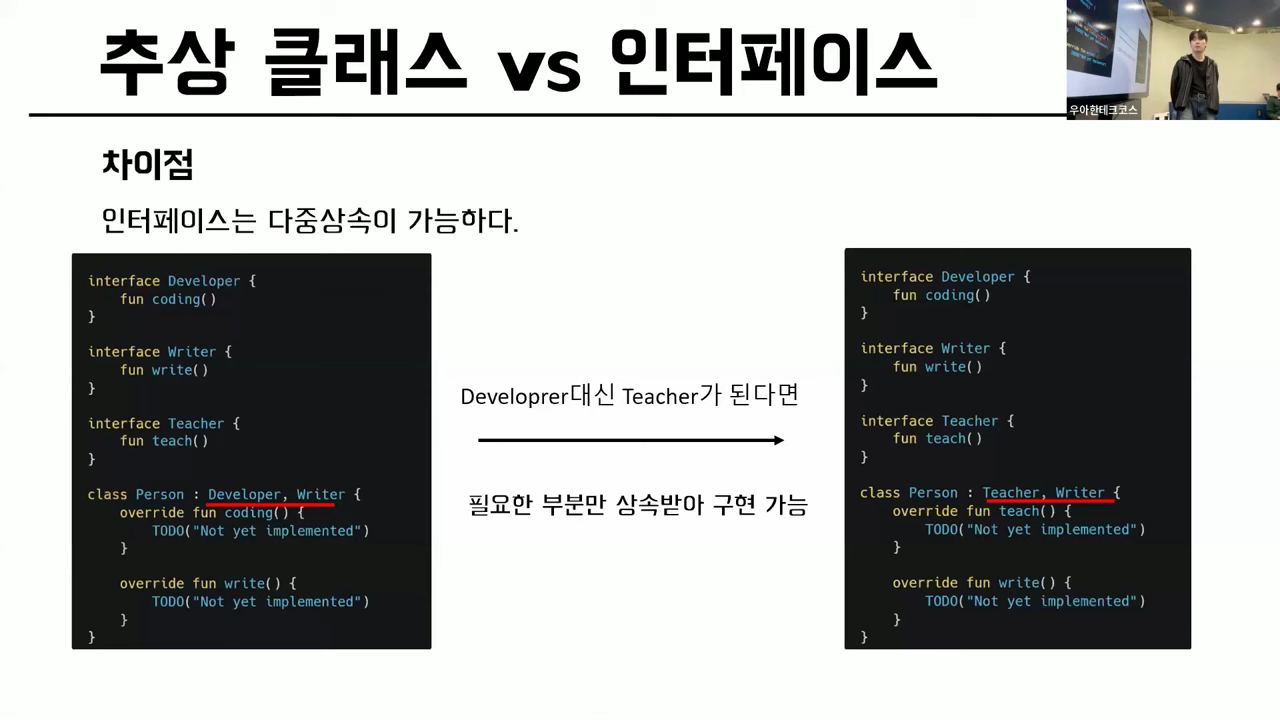 추상 클래스 vs 인터페이스
우아한테크코스
차이점
인터페이스는 다중상속이 가능하다.
interface Developer {
    fun coding()
}
interface Writer {
    fun write()
}
interface Teacher {
    fun teach()
}
class Person : Developer, Writer {
    override fun coding() {
        TODO("Not yet implemented")
    }
    override fun write() {
        TODO("Not yet implemented")
    }
}
Developrer대신 Teacher가 된다면
필요한 부분만 상속받아 구현 가능
interface Developer {
    fun coding()
}
interface Writer {
    fun write()
}
interface Teacher {
    fun teach()
}
class Person : Teacher, Writer {
    override fun teach() {
        TODO("Not yet implemented")
    }
    override fun write() {
        TODO("Not yet implemented")
    }
}